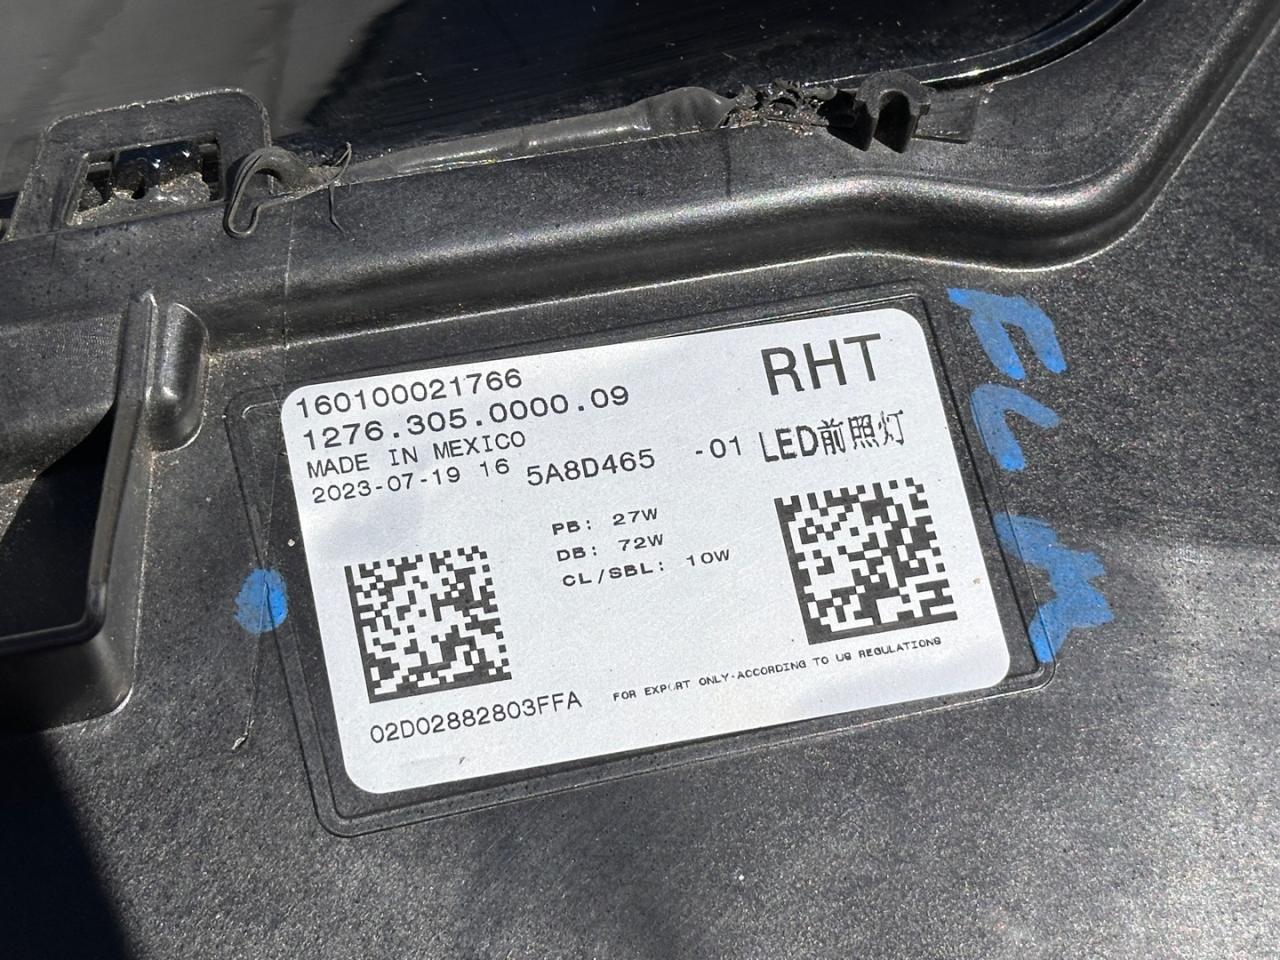 160100021766
RHT
1276.305.0000.09
MADE IN MEXICO
2023-07-19 16
5A8D465 -01 LED前照灯
PB: 27W
DB: 72W
CL/SBL: 10W
02D02882803FFA
FOR EXPORT ONLY-ACCORDING TO US REGULATIONS